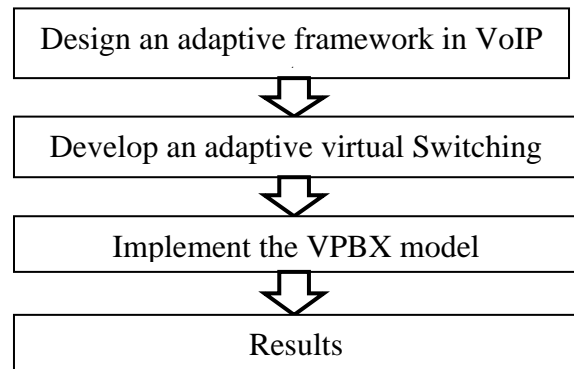 Design an adaptive framework in VoIP
Develop an adaptive virtual Switching
Implement the VPBX model
Results